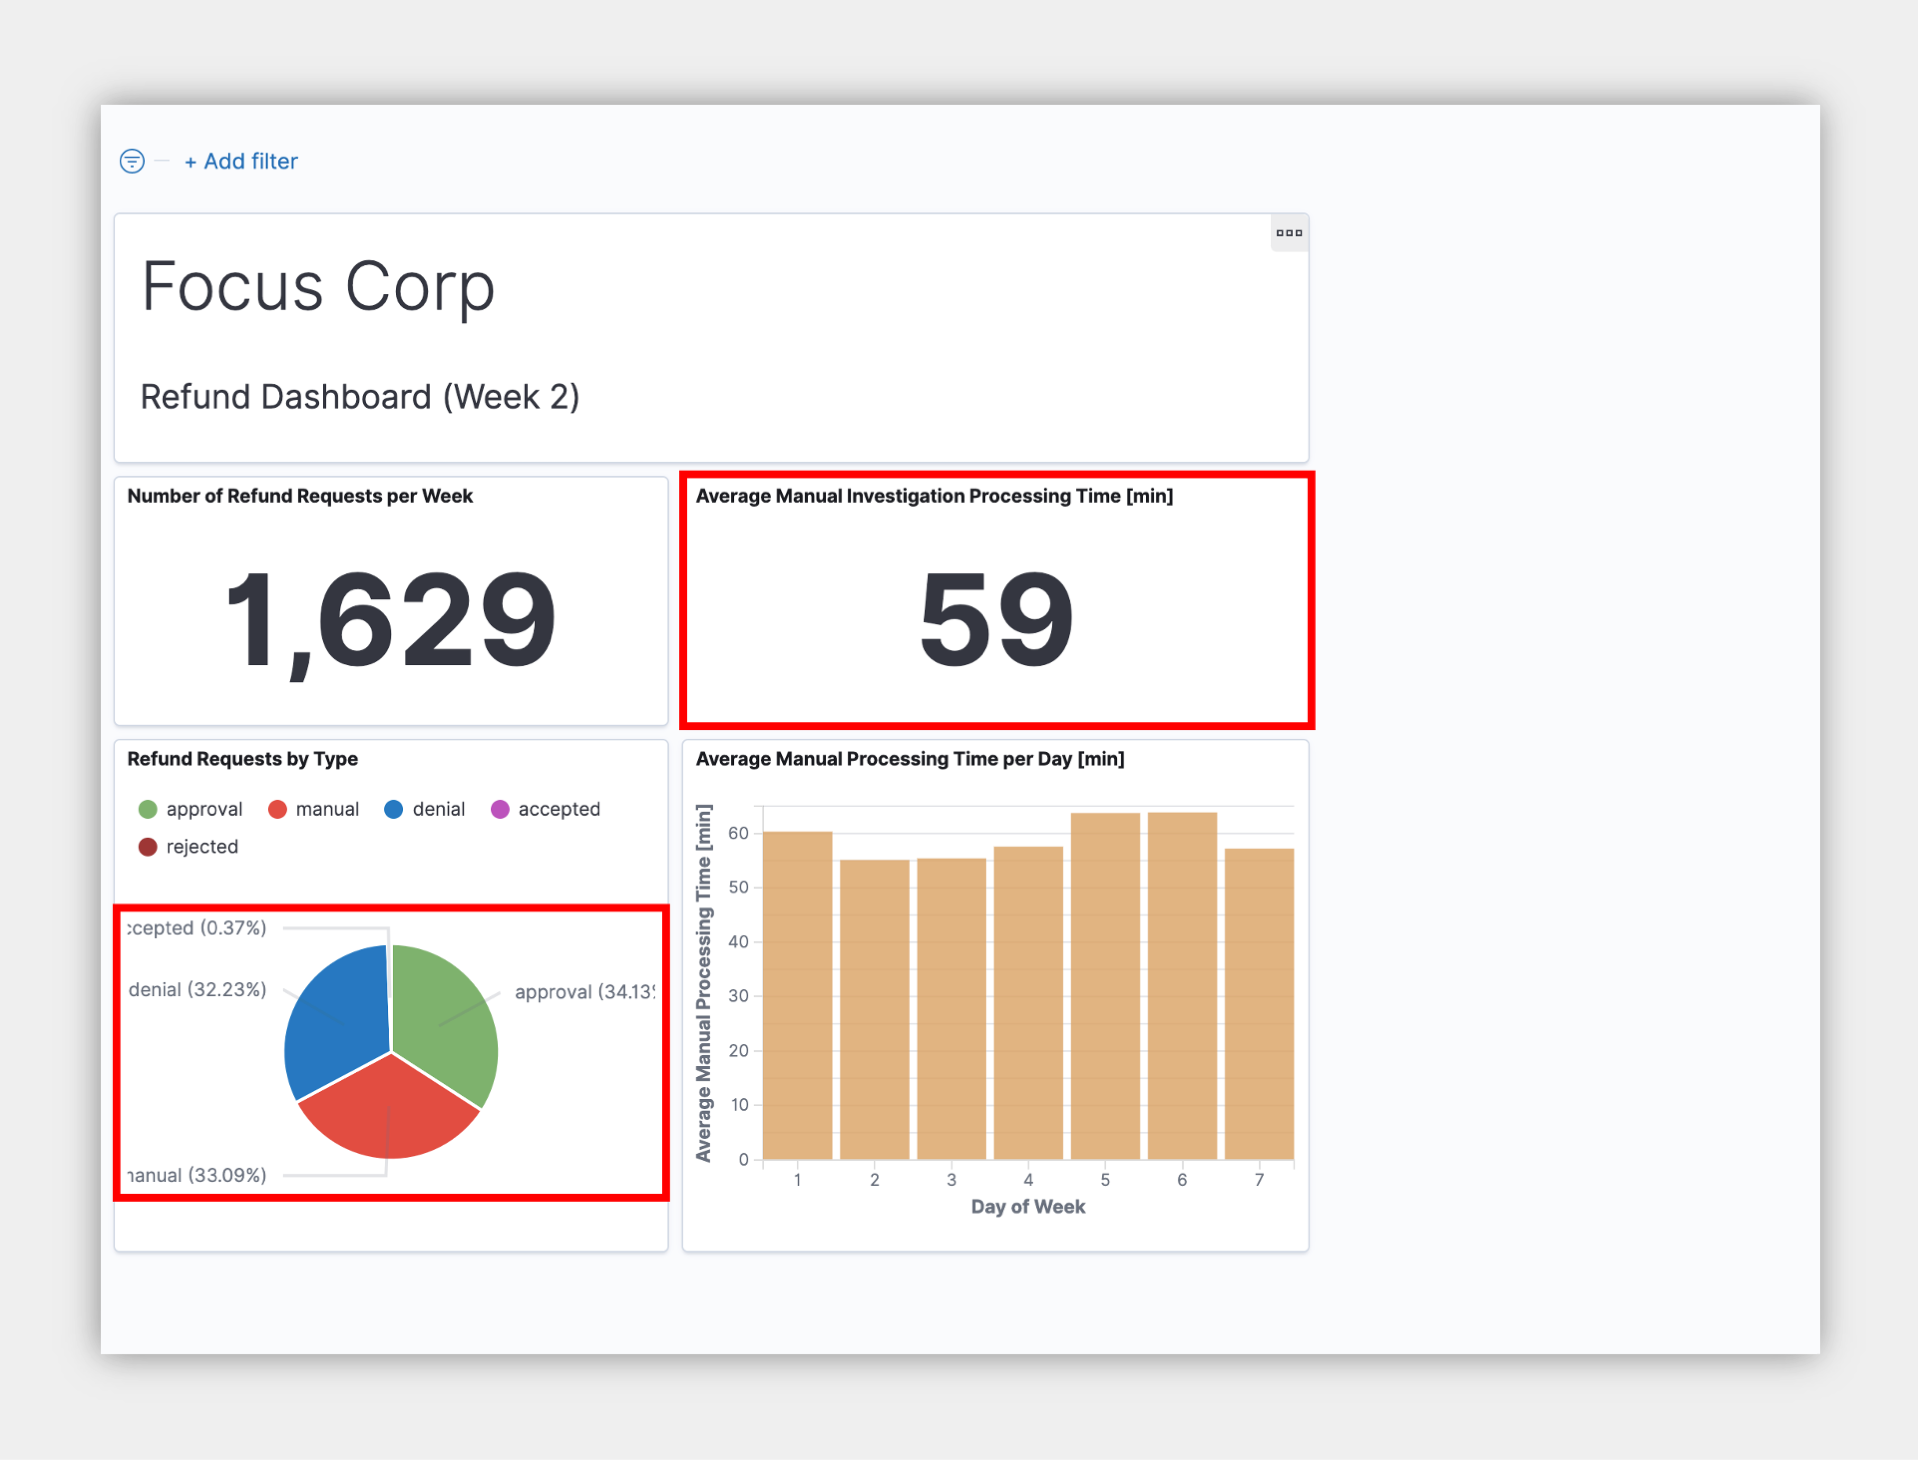 + Add filter
Focus Corp
Refund Dashboard (Week 2)
Number of Refund Requests per Week
1,629
Average Manual Investigation Processing Time [min]
59
Refund Requests by Type
approval manual denial accepted
rejected
ccepted (0.37%)
denial (32.23%)
approval (34.13
manual (33.09%)
Average Manual Processing Time per Day [min]
Average Manual Processing Time [min]
60
50
40
30
20
10
0
1 2 3 4 5 6 7
Day of Week